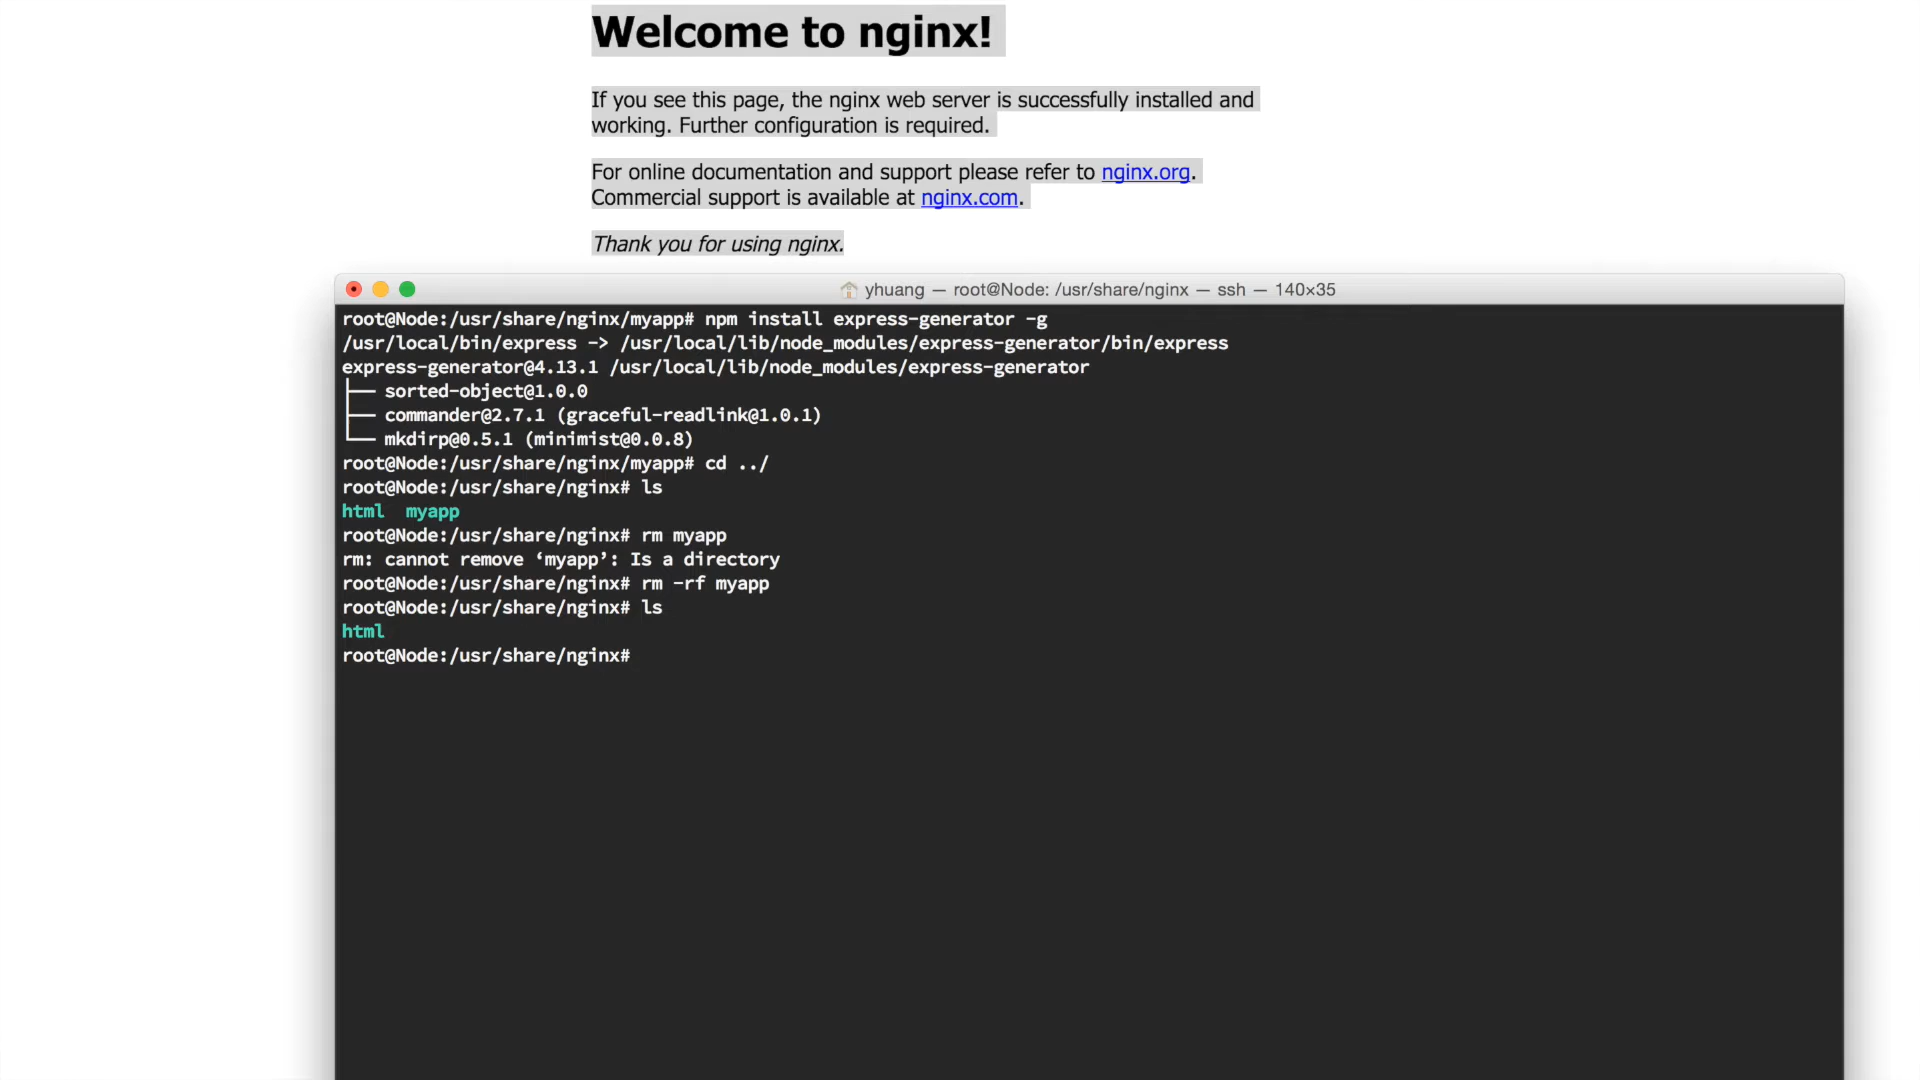 Welcome to nginx!
If you see this page, the nginx web server is successfully installed and
working. Further configuration is required.
For online documentation and support please refer to nginx.org.
Commercial support is available at nginx.com.
Thank you for using nginx.
yhuang — root@Node: /usr/share/nginx — ssh — 140×35
root@Node:/usr/share/nginx/myapp# npm install express-generator -g
/usr/local/bin/express -> /usr/local/lib/node_modules/express-generator/bin/express
express-generator@4.13.1 /usr/local/lib/node_modules/express-generator
├── sorted-object@1.0.0
├── commander@2.7.1 (graceful-readlink@1.0.1)
└── mkdirp@0.5.1 (minimist@0.0.8)
root@Node:/usr/share/nginx/myapp# cd ../
root@Node:/usr/share/nginx# ls
html  myapp
root@Node:/usr/share/nginx# rm myapp
rm: cannot remove ‘myapp’: Is a directory
root@Node:/usr/share/nginx# rm -rf myapp
root@Node:/usr/share/nginx# ls
html
root@Node:/usr/share/nginx#